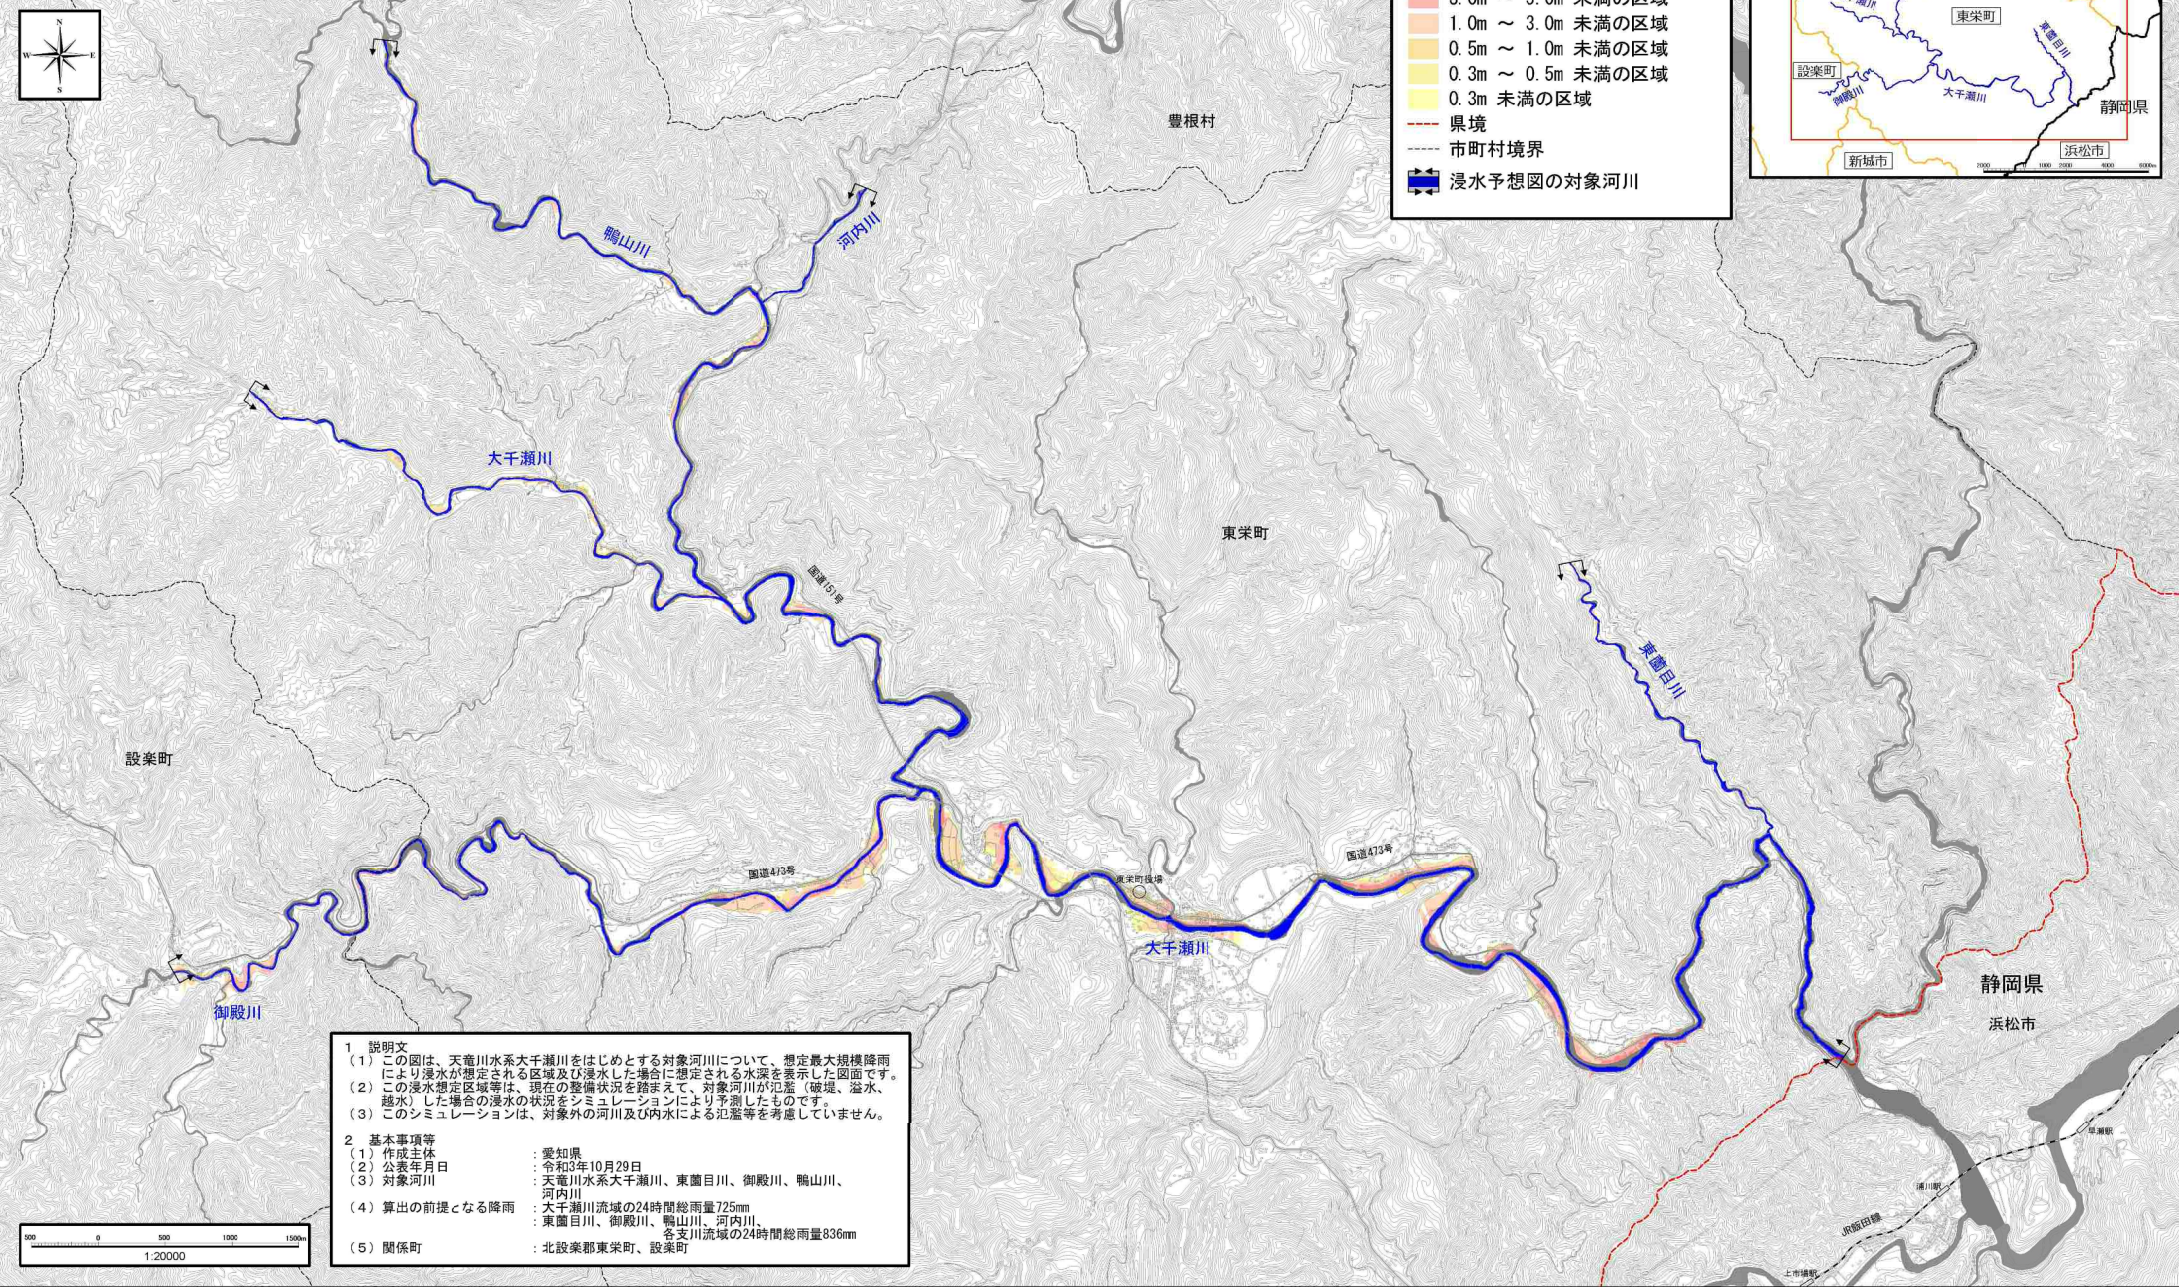 N
W
E
S
1.0m ～ 3.0m 未満の区域
0.5m ～ 1.0m 未満の区域
0.3m ～ 0.5m 未満の区域
0.3m 未満の区域
県境
市町村境界
浸水予想図の対象河川
東栄町
東薗目川
設楽町
御殿川
大千瀬川
静岡県
新城市
浜松市
豊根村
鴨山川
河内川
大千瀬川
東栄町
国道151号
東薗目川
設楽町
国道473号
国道473号
東栄町役場
大千瀬川
御殿川
静岡県
浜松市
早瀬駅
浦川駅
JR飯田線
上市場駅
1 説明文
（1）この図は、天竜川水系大千瀬川をはじめとする対象河川について、想定最大規模降雨
により浸水が想定される区域及び浸水した場合に想定される水深を表示した図面です。
（2）この浸水想定区域等は、現在の整備状況を踏まえて、対象河川が氾濫（破堤、溢水、
越水）した場合の浸水の状況をシミュレーションにより予測したものです。
（3）このシミュレーションは、対象外の河川及び内水による氾濫等を考慮していません。
2 基本事項等
（1）作成主体 ：愛知県
（2）公表年月日 ：令和3年10月29日
（3）対象河川 ：天竜川水系大千瀬川、東薗目川、御殿川、鴨山川、
河内川
（4）算出の前提となる降雨 ：大千瀬川流域の24時間総雨量725mm
：東薗目川、御殿川、鴨山川、河内川、
各支川流域の24時間総雨量836mm
（5）関係町 ：北設楽郡東栄町、設楽町
500 0 500 1000 1500m
1:20000